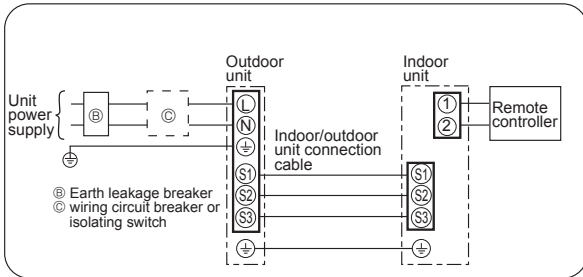 Outdoor
unit
Indoor
unit
Unit
power
supply
Ⓑ
Ⓒ
L
N
Indoor/outdoor
unit connection
cable
S1
S2
S3
1
2
Remote
controller
S1
S2
S3
Ⓑ Earth leakage breaker
Ⓒ wiring circuit breaker or
isolating switch